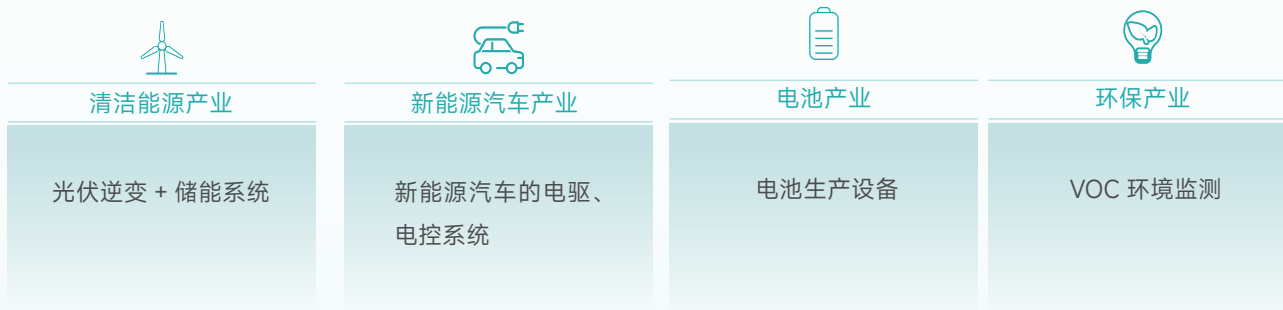 清洁能源产业
光伏逆变 + 储能系统
新能源汽车产业
新能源汽车的电驱、
电控系统
电池产业
电池生产设备
环保产业
VOC 环境监测